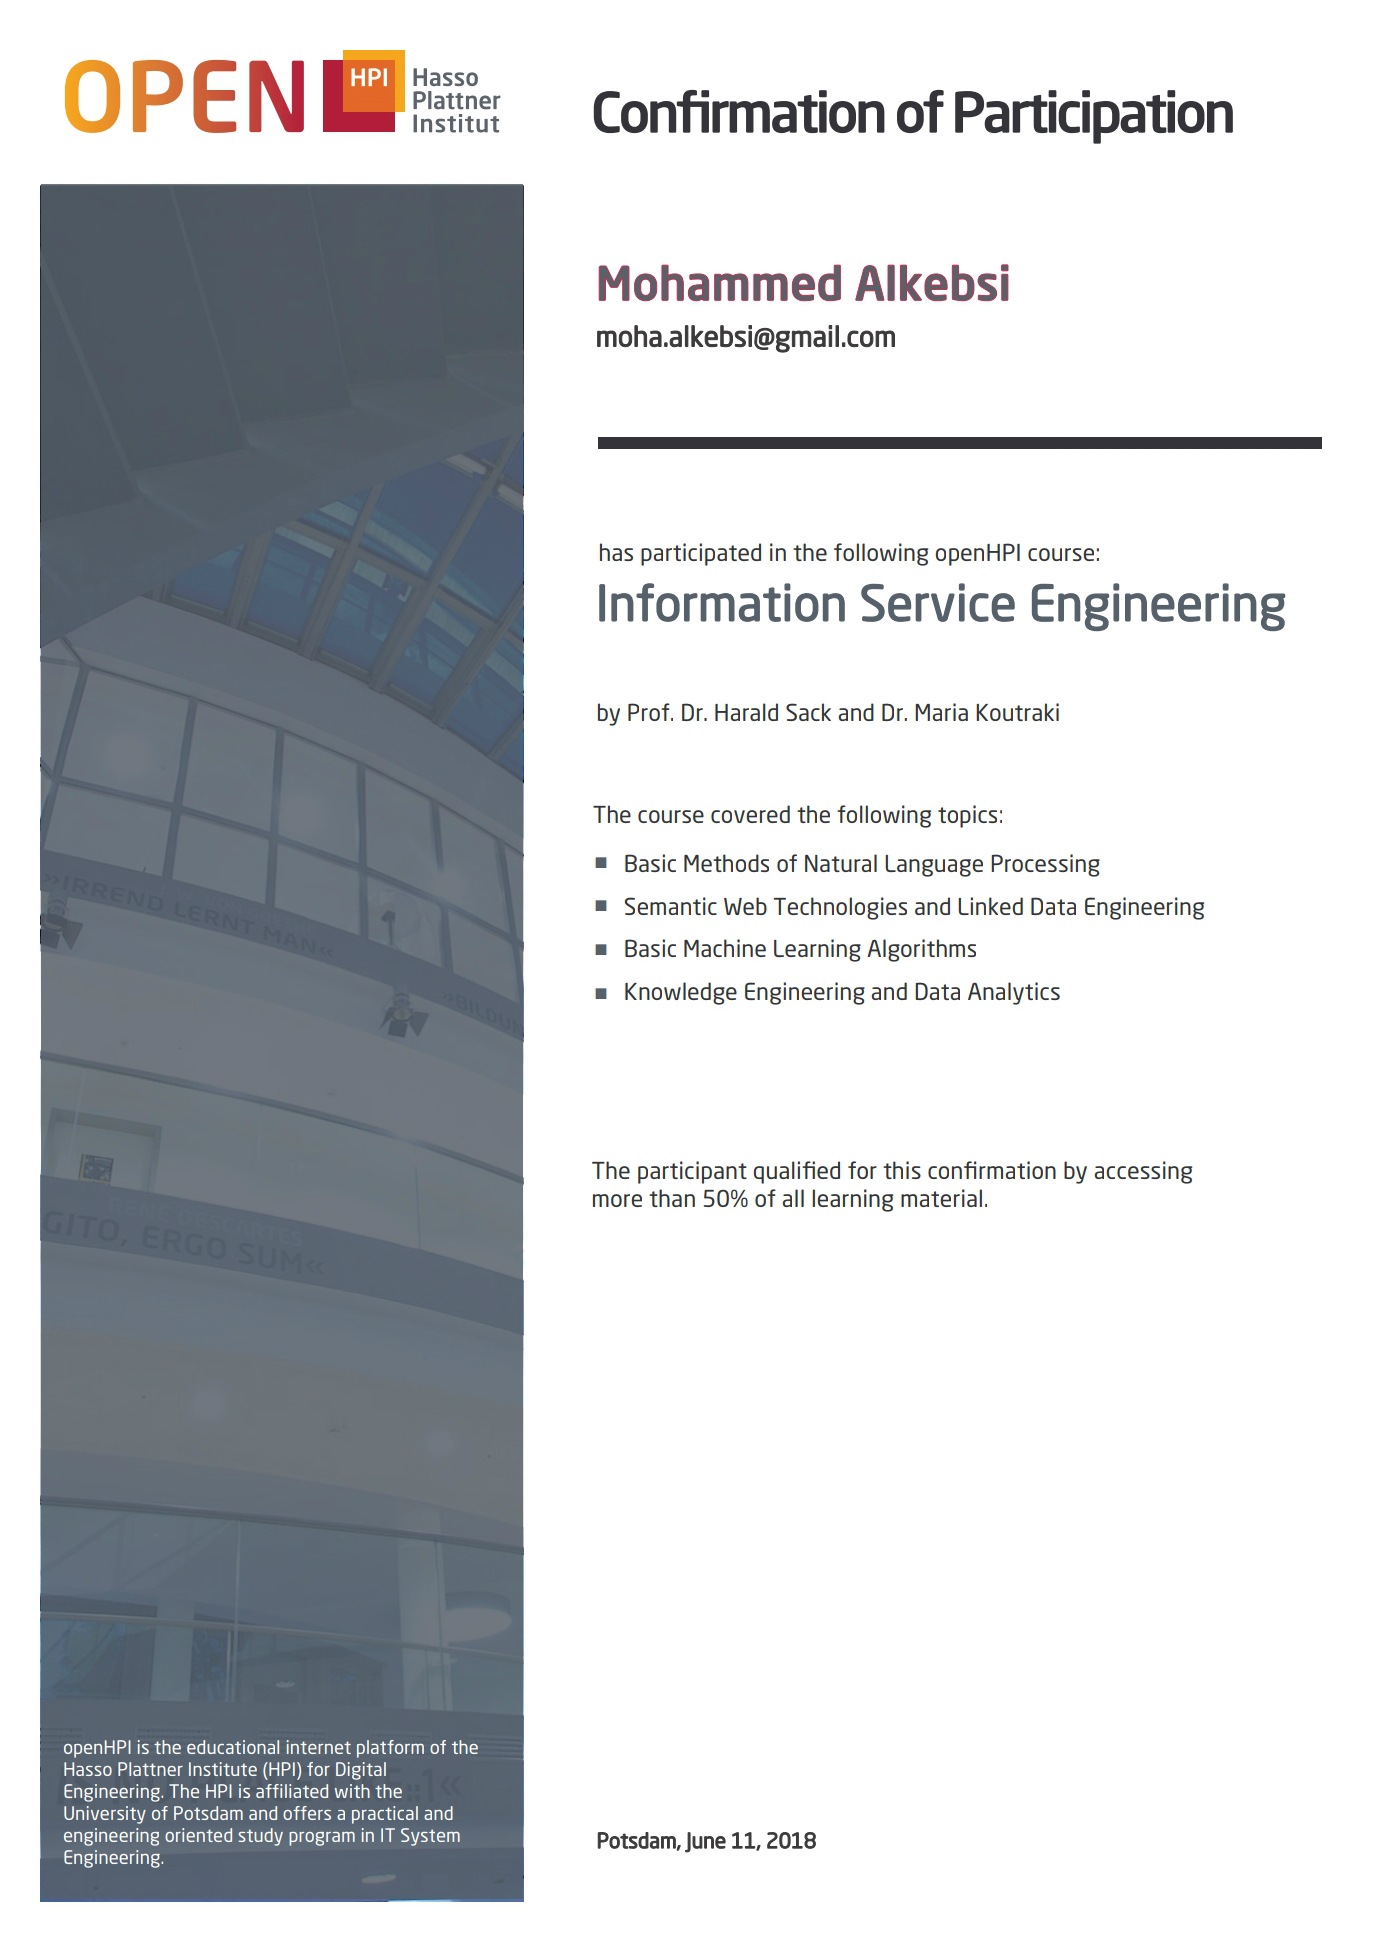 OPEN HPI Hasso
Plattner
Institut
Confirmation of Participation
Mohammed Alkebsi
moha.alkebsi@gmail.com
has participated in the following openHPI course:
Information Service Engineering
by Prof. Dr. Harald Sack and Dr. Maria Koutraki
The course covered the following topics:
■ Basic Methods of Natural Language Processing
■ Semantic Web Technologies and Linked Data Engineering
■ Basic Machine Learning Algorithms
■ Knowledge Engineering and Data Analytics
The participant qualified for this confirmation by accessing
more than 50% of all learning material.
»IRREND LERNT MAN«
»BILDUN
RENÉ DESCARTES
GITO, ERGO SUM«
openHPI is the educational internet platform of the
Hasso Plattner Institute (HPI) for Digital
Engineering. The HPI is affiliated with the
University of Potsdam and offers a practical and
engineering oriented study program in IT System
Engineering.
Potsdam, June 11, 2018